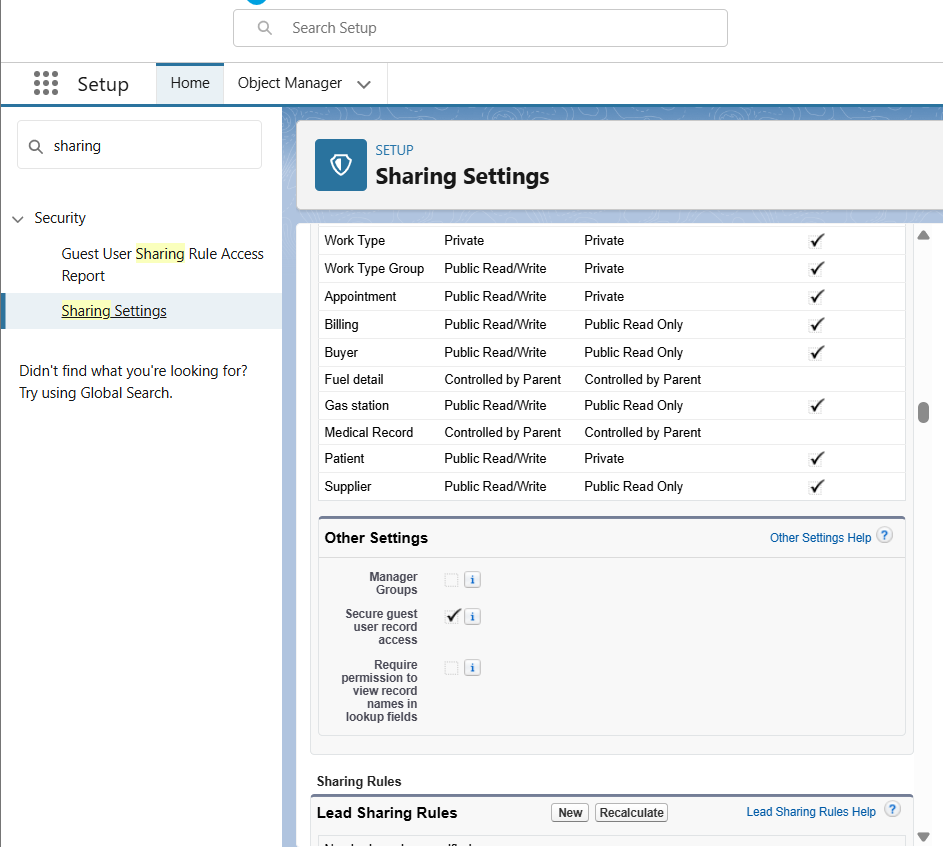 Search Setup
Setup
Home
Object Manager
sharing
Security
Guest User Sharing Rule Access
Report
Sharing Settings
Didn't find what you're looking for?
Try using Global Search.
SETUP
Sharing Settings
Work Type Private Private
Work Type Group Public Read/Write Private
Appointment Public Read/Write Private
Billing Public Read/Write Public Read Only
Buyer Public Read/Write Public Read Only
Fuel detail Controlled by Parent Controlled by Parent
Gas station Public Read/Write Public Read Only
Medical Record Controlled by Parent Controlled by Parent
Patient Public Read/Write Private
Supplier Public Read/Write Public Read Only
Other Settings
Other Settings Help ?
Manager
Groups
i
Secure guest
user record
access
i
Require
permission to
view record
names in
lookup fields
i
Sharing Rules
Lead Sharing Rules
New Recalculate
Lead Sharing Rules Help ?